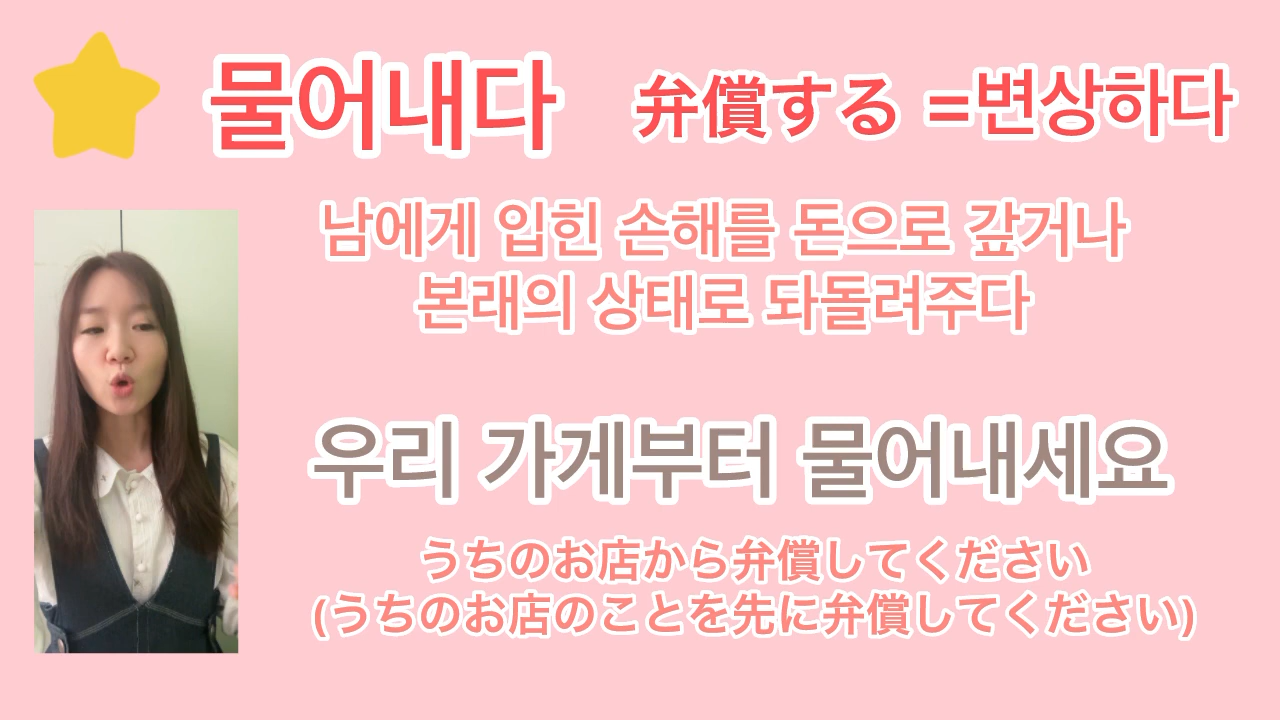 물어내다 弁償する =변상하다
남에게 입힌 손해를 돈으로 갚거나
본래의 상태로 돠돌려주다
우리 가게부터 물어내세요
うちのお店から弁償してください
(うちのお店のことを先に弁償してください)